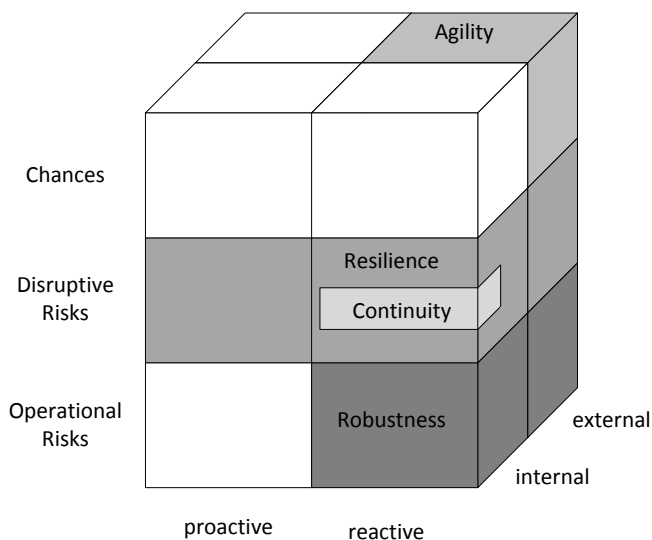 Agility
Chances
Resilience
Disruptive
Risks
Continuity
Operational
Risks
Robustness
external
internal
proactive
reactive